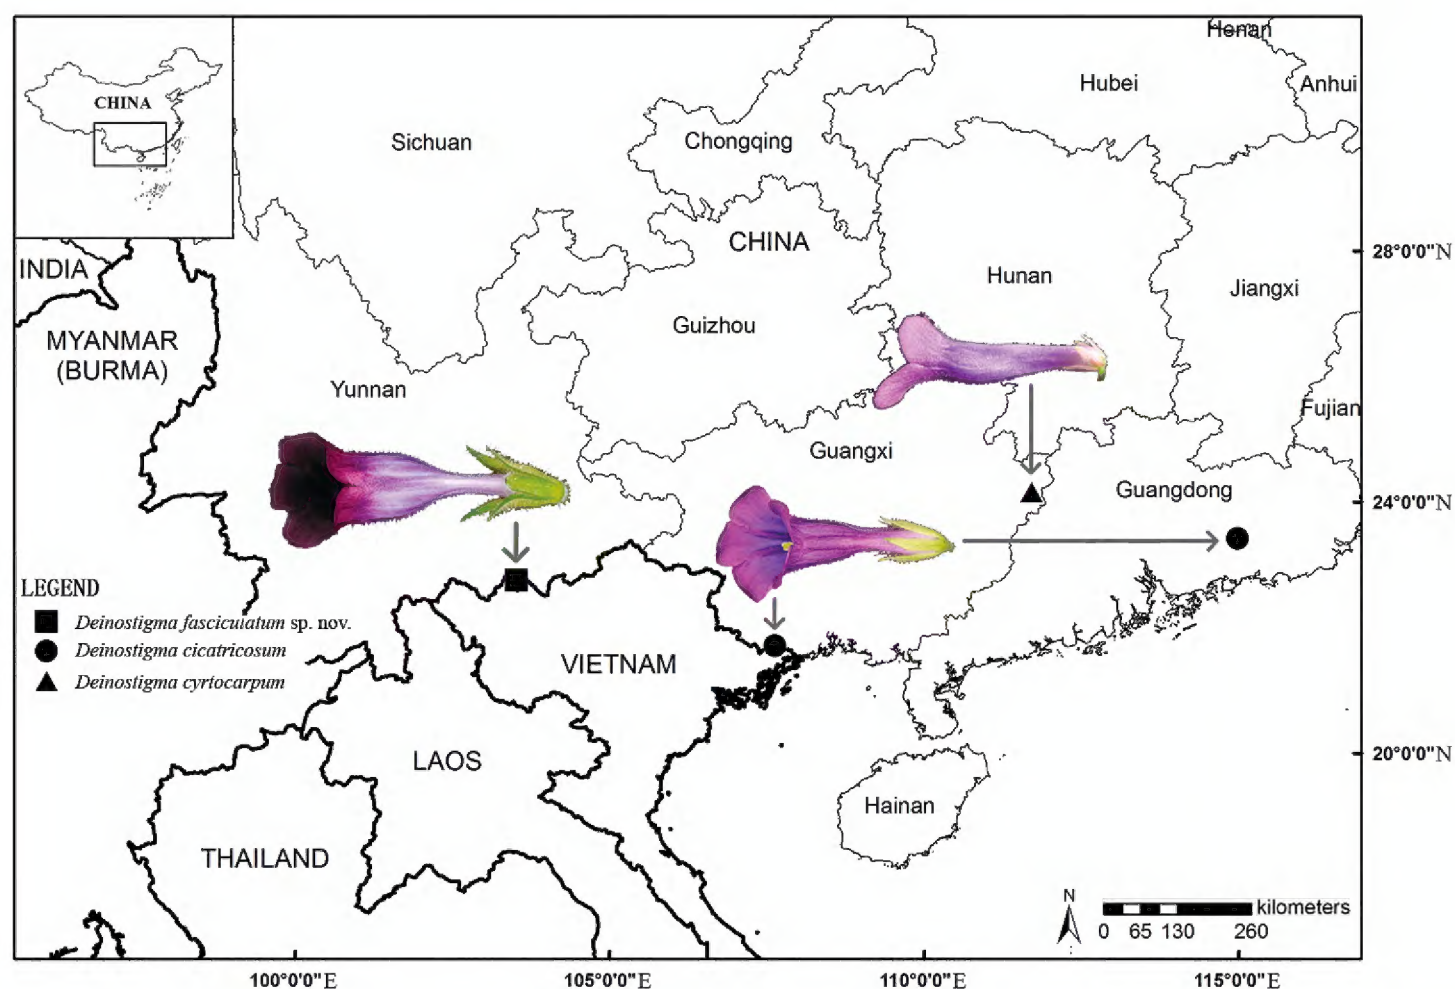 Henan
Hubei
Anhui
CHINA
Sichuan
Chongqing
CHINA
28°0'0"N
INDIA
Hunan
Jiangxi
Guizhou
MYANMAR
(BURMA)
Yunnan
Fujian
Guangxi
Guangdong
24°0'0"N
LEGEND
Deinostigma fasciculatum sp. nov.
Deinostigma cicatricosum
Deinostigma cyrtocarpum
VIETNAM
LAOS
20°0'0"N
Hainan
THAILAND
N
kilometers
0 65 130 260
100°0'0"E 105°0'0"E 110°0'0"E 115°0'0"E